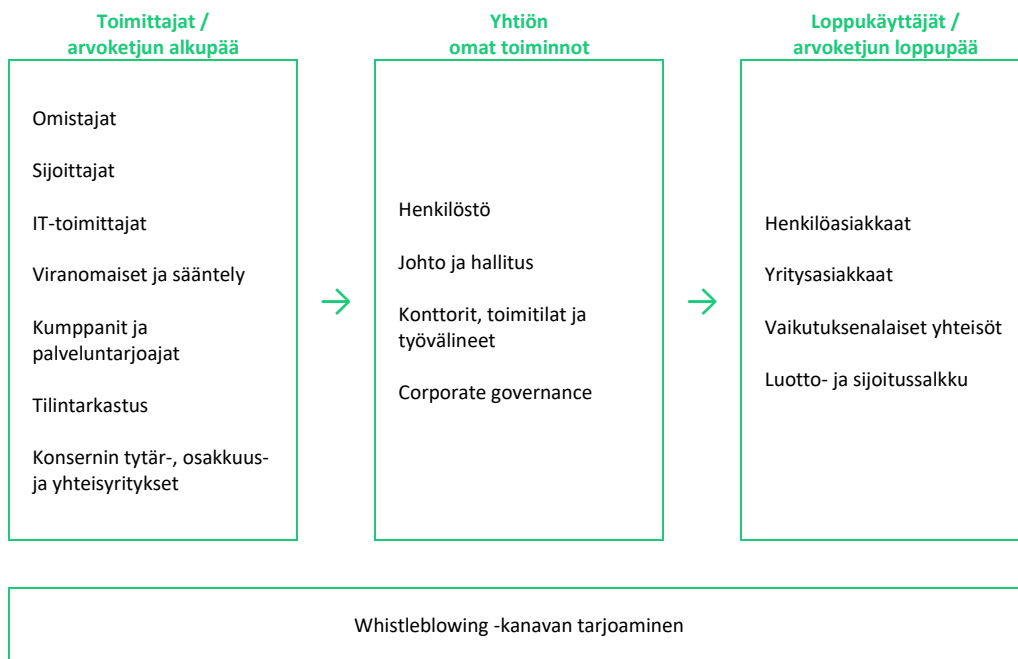 Toimittajat /
arvoketjun alkupää
Omistajat
Sijoittajat
IT-toimittajat
Viranomaiset ja sääntely
Kumppanit ja
palveluntarjoajat
Tilintarkastus
Konsernin tytär-, osakkuus-
ja yhteisyritykset
Yhtiön
omat toiminnot
Henkilöstö
Johto ja hallitus
Konttorit, toimitilat ja
työvälineet
Corporate governance
Loppukäyttäjät /
arvoketjun loppupää
Henkilöasiakkaat
Yritysasiakkaat
Vaikutuksenalaiset yhteisöt
Luotto- ja sijoitussalkku
Whistleblowing -kanavan tarjoaminen